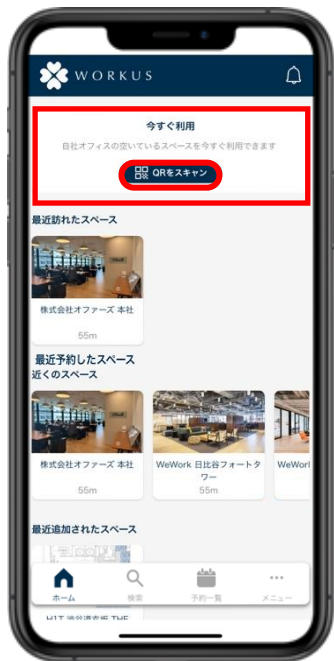 WORKUS
今すぐ利用
自社オフィスの空いているスペースを今すぐ利用できます
QRをスキャン
最近訪れたスペース
株式会社オファーズ 本社
55m
最近予約したスペース
近くのスペース
株式会社オファーズ 本社
55m
WeWork 日比谷フォートタ
ワー
55m
WeWorl
最近追加されたスペース
ホーム
検索
予約一覧
メニュー